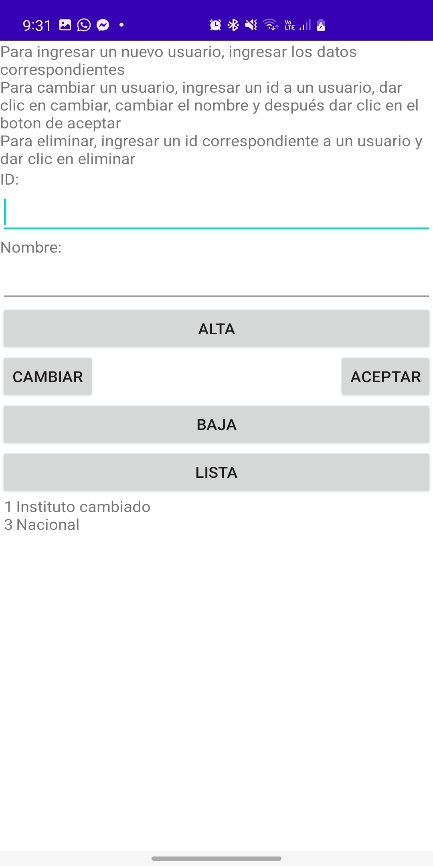 9:31
Vo
LTE
Para ingresar un nuevo usuario, ingresar los datos
correspondientes
Para cambiar un usuario, ingresar un id a un usuario, dar
clic en cambiar, cambiar el nombre y después dar clic en el
boton de aceptar
Para eliminar, ingresar un id correspondiente a un usuario y
dar clic en eliminar
ID:
Nombre:
ALTA
CAMBIAR
ACEPTAR
BAJA
LISTA
1 Instituto cambiado
3 Nacional